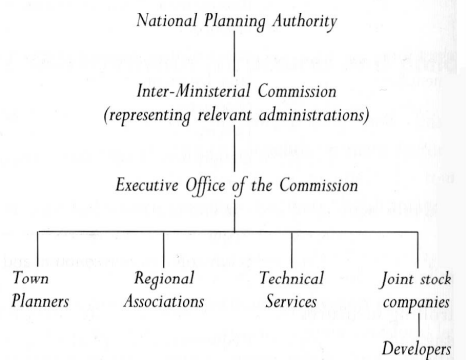 National Planning Authority
Inter-Ministerial Commission
(representing relevant administrations)
Executive Office of the Commission
Town Planners
Regional Associations
Technical Services
Joint stock companies
Developers